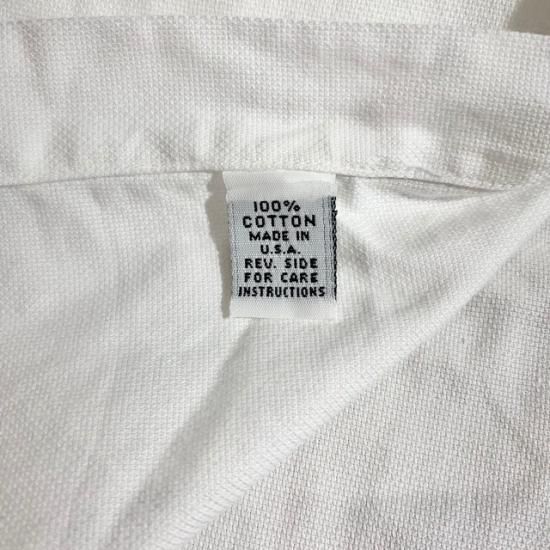 100%
COTTON
MADE IN
U.S.A.
REV. SIDE
FOR CARE
INSTRUCTIONS